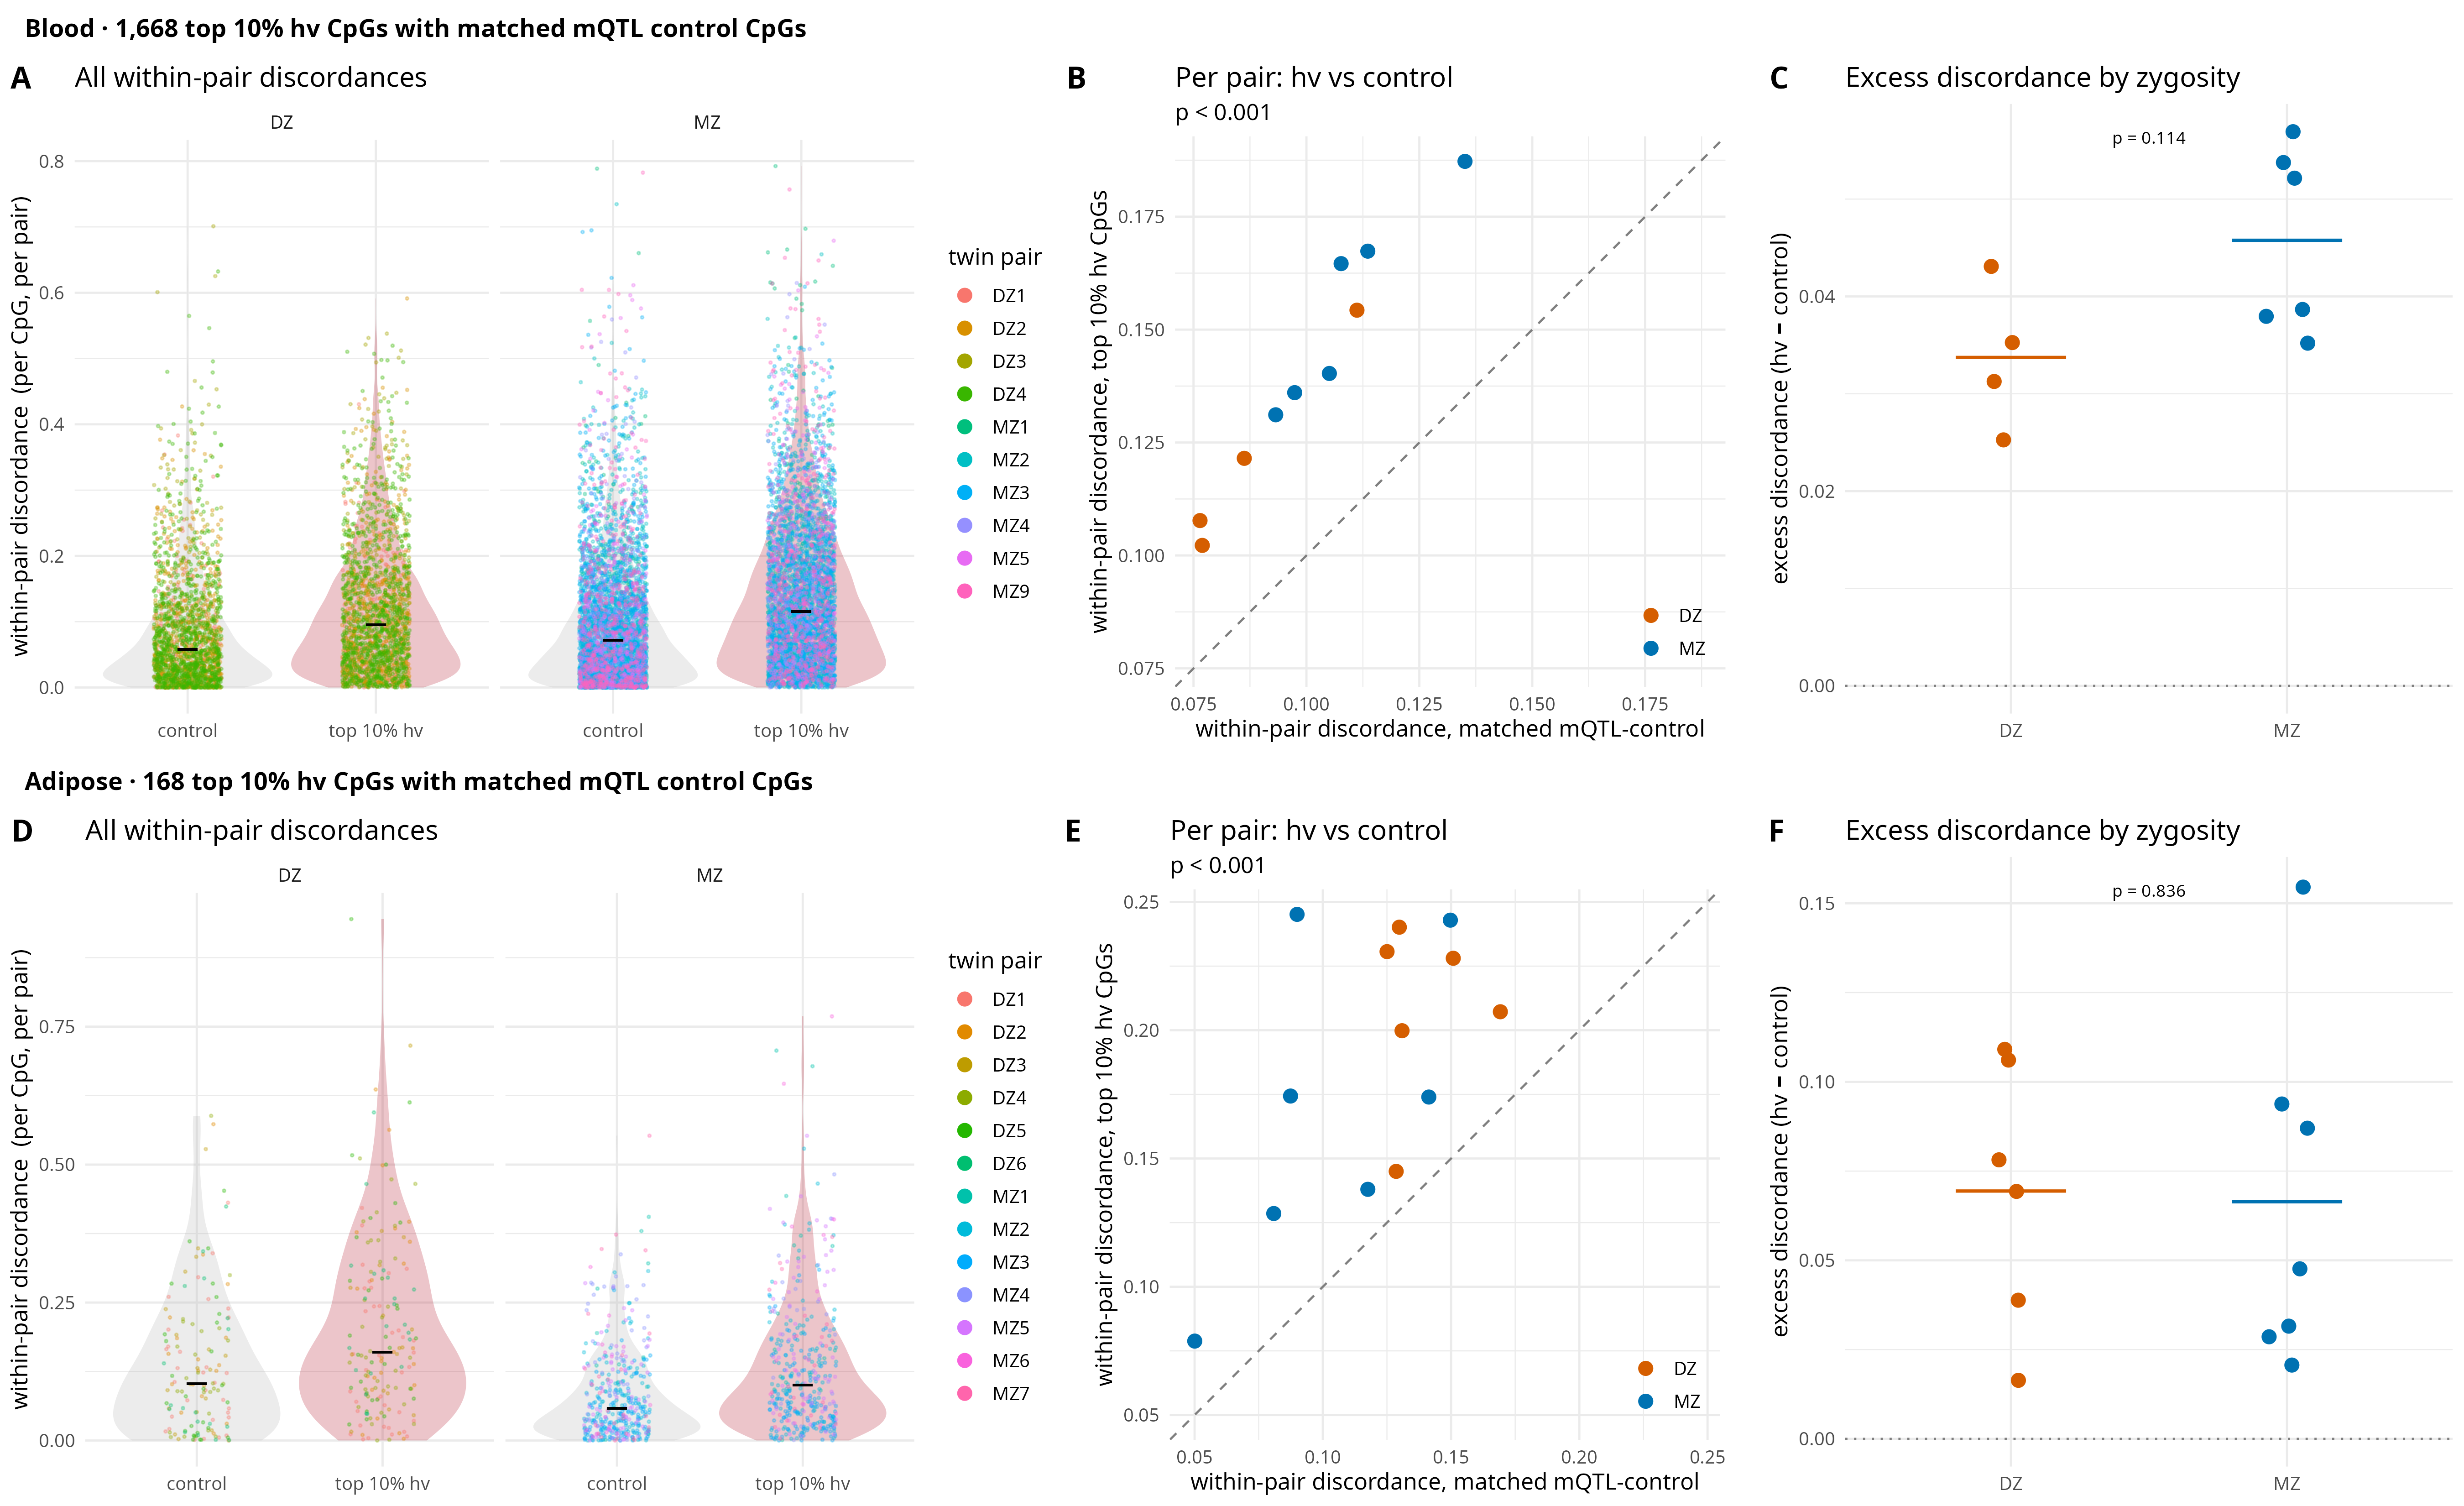 Blood · 1,668 top 10% hv CpGs with matched mQTL control CpGs
A All within-pair discordances
DZ MZ
within-pair discordance (per CpG, per pair)
0.8
0.6
0.4
0.2
0.0
control top 10% hv control top 10% hv
twin pair
DZ1
DZ2
DZ3
DZ4
MZ1
MZ2
MZ3
MZ4
MZ5
MZ9
B Per pair: hv vs control
p < 0.001
within-pair discordance, top 10% hv CpGs
0.175
0.150
0.125
0.100
0.075
0.075 0.100 0.125 0.150 0.175
within-pair discordance, matched mQTL-control
DZ
MZ
C Excess discordance by zygosity
p = 0.114
excess discordance (hv − control)
0.04
0.02
0.00
DZ MZ
Adipose · 168 top 10% hv CpGs with matched mQTL control CpGs
D All within-pair discordances
DZ MZ
within-pair discordance (per CpG, per pair)
0.75
0.50
0.25
0.00
control top 10% hv control top 10% hv
twin pair
DZ1
DZ2
DZ3
DZ4
DZ5
DZ6
MZ1
MZ2
MZ3
MZ4
MZ5
MZ6
MZ7
E Per pair: hv vs control
p < 0.001
within-pair discordance, top 10% hv CpGs
0.25
0.20
0.15
0.10
0.05
0.05 0.10 0.15 0.20 0.25
within-pair discordance, matched mQTL-control
DZ
MZ
F Excess discordance by zygosity
p = 0.836
excess discordance (hv − control)
0.15
0.10
0.05
0.00
DZ MZ